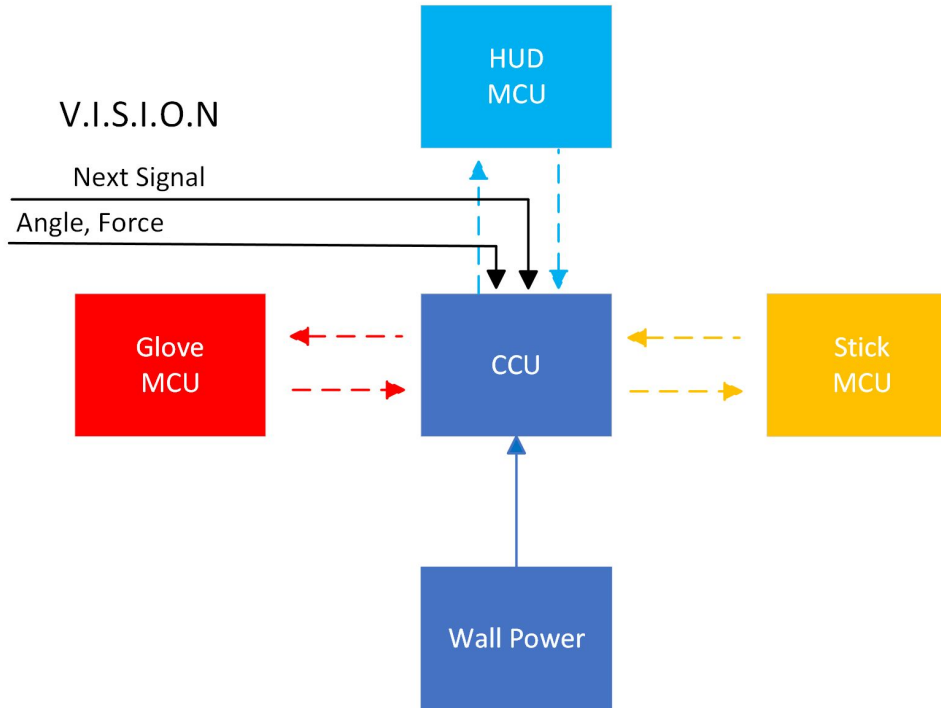 HUD
MCU
V.I.S.I.O.N
Next Signal
Angle, Force
Glove
MCU
CCU
Stick
MCU
Wall Power